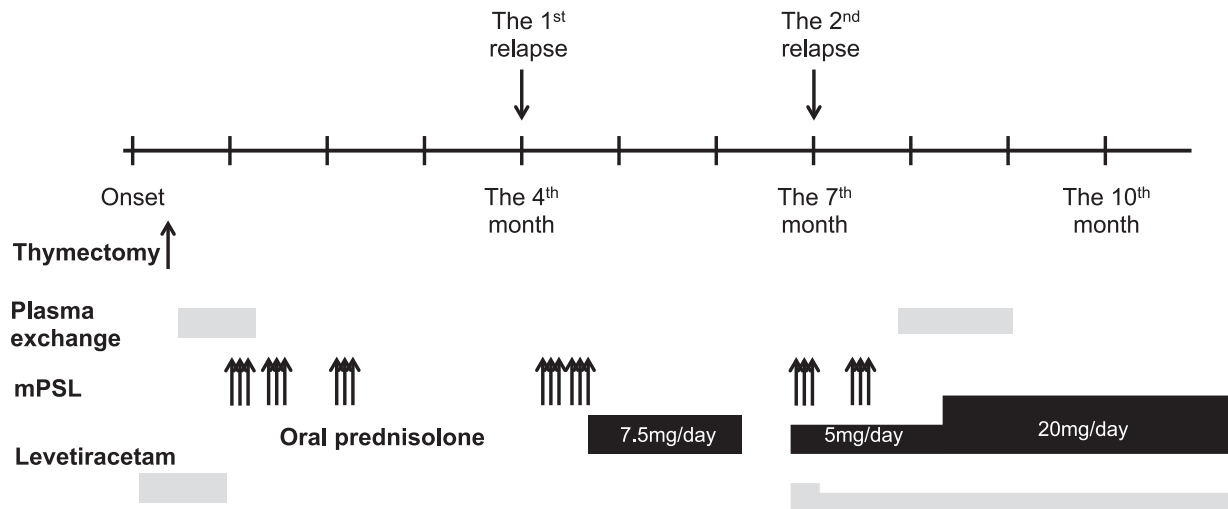 The 1st
relapse
The 2nd
relapse
Onset
The 4th
month
The 7th
month
The 10th
month
Thymectomy
Plasma
exchange
mPSL
Oral prednisolone
7.5mg/day
5mg/day
20mg/day
Levetiracetam